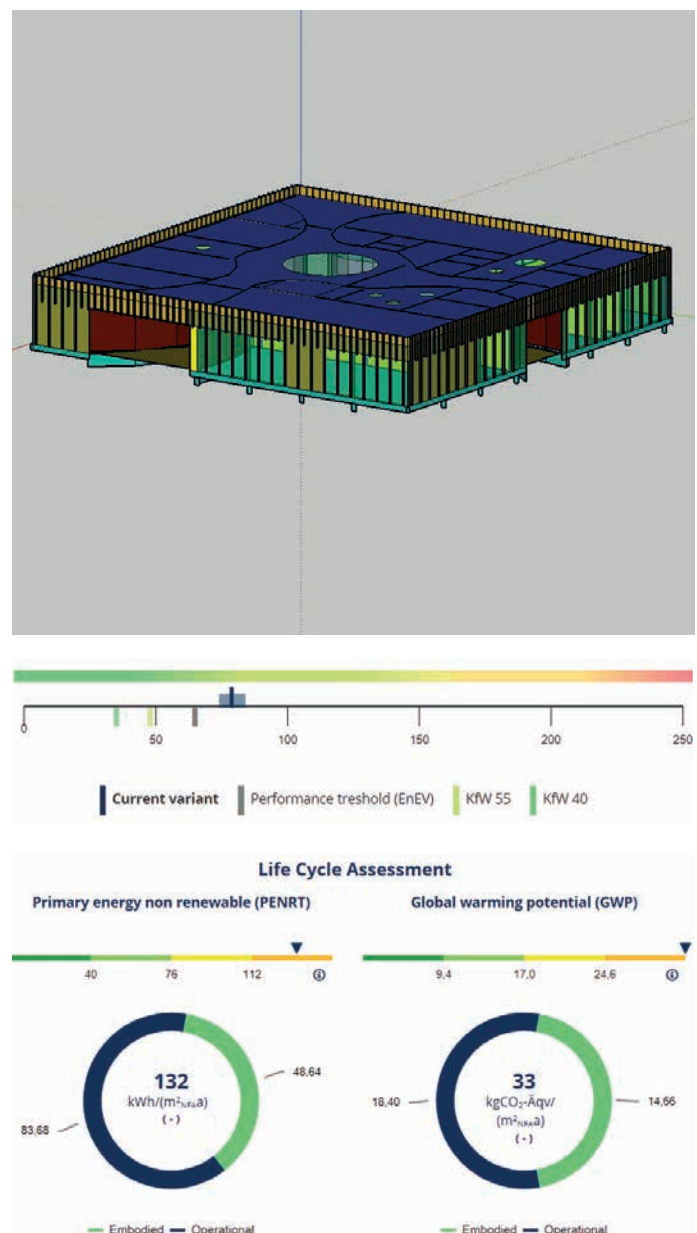 0
50
100
150
200
250
Current variant
Performance treshold (EnEV)
KfW 55
KfW 40
Life Cycle Assessment
Primary energy non renewable (PENRT)
Global warming potential (GWP)
40
76
112
9,4
17,0
24,6
132
kWh/(m²NFAa)
(-)
48,64
83,68
33
kgCO₂-Äqv/
(m²NFAa)
(-)
18,40
14,66
Embodied
Operational
Embodied
Operational